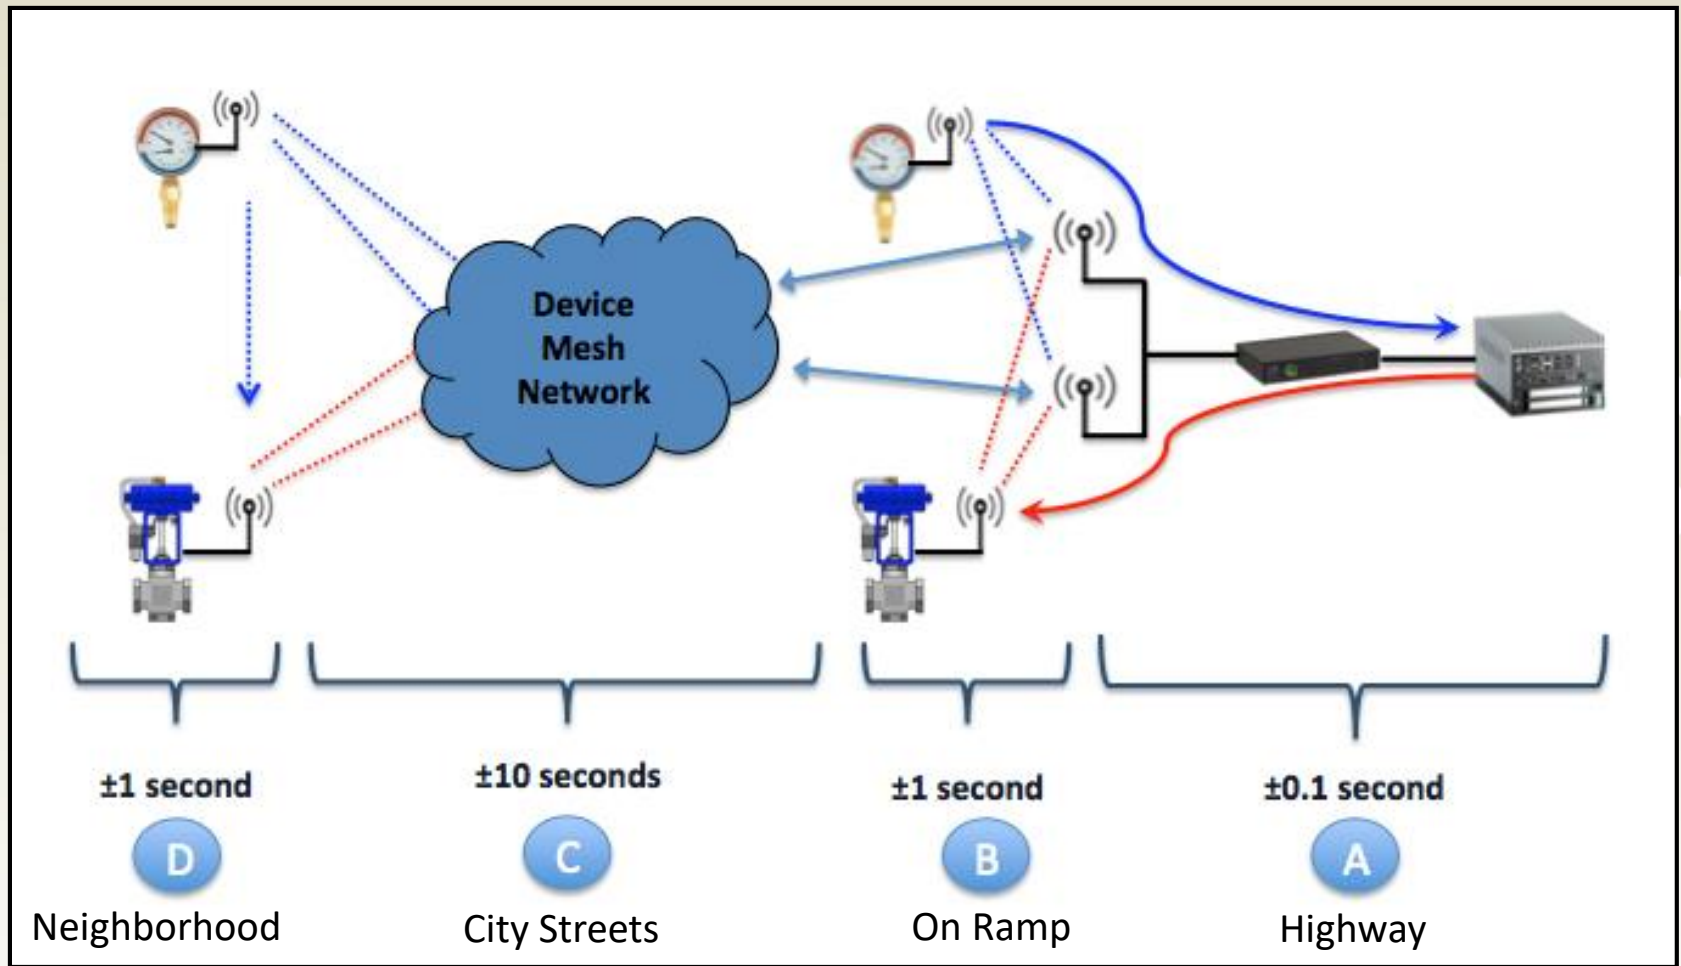 Device
Mesh
Network
±1 second
±10 seconds
±1 second
±0.1 second
D
C
B
A
Neighborhood
City Streets
On Ramp
Highway